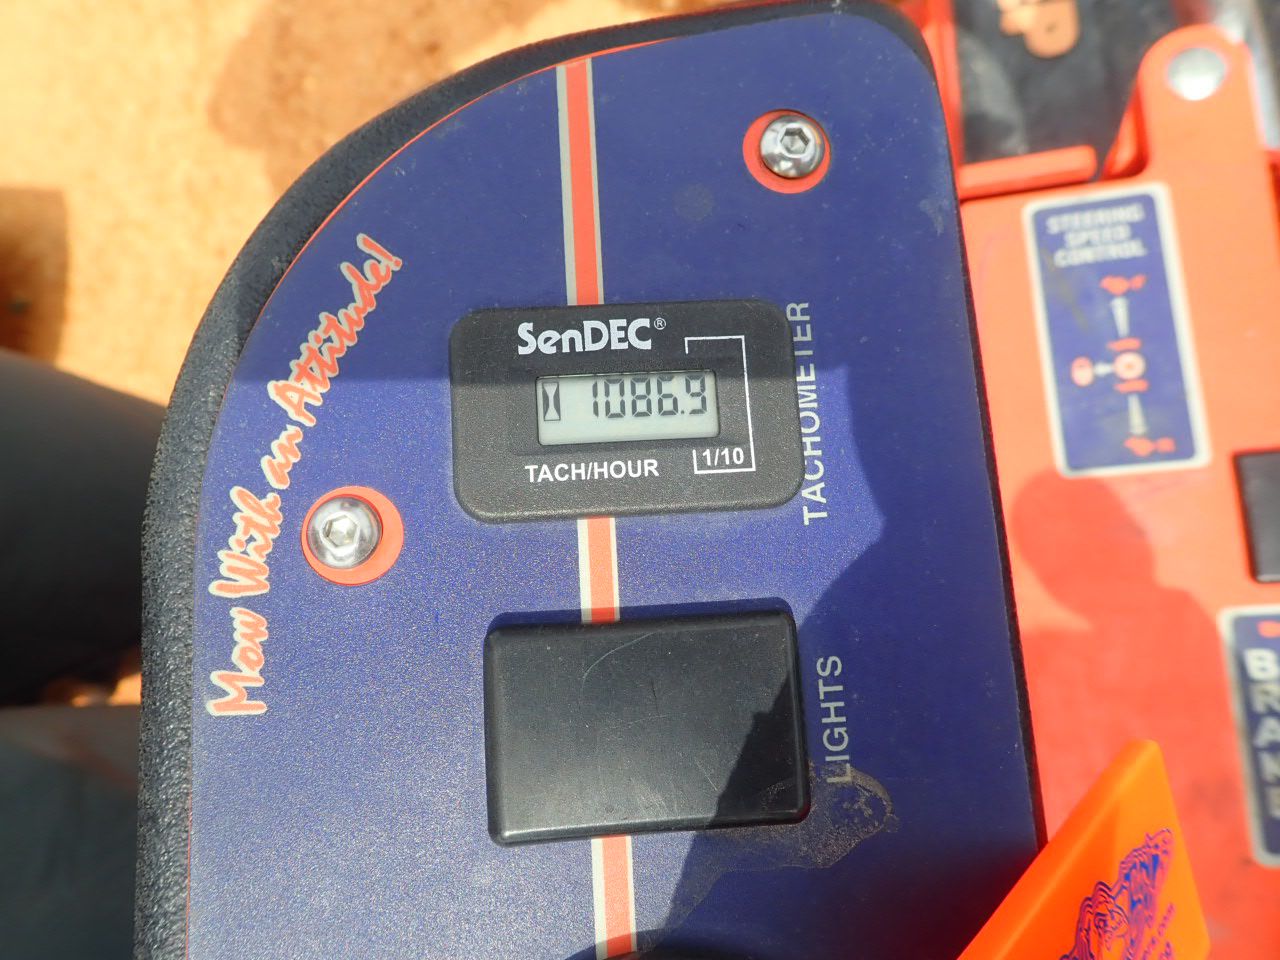 Mow With an Attitude!
SenDEC®
1086.9
TACH/HOUR
1/10
TACHOMETER
LIGHTS
STEERING
SPEED
CONTROL